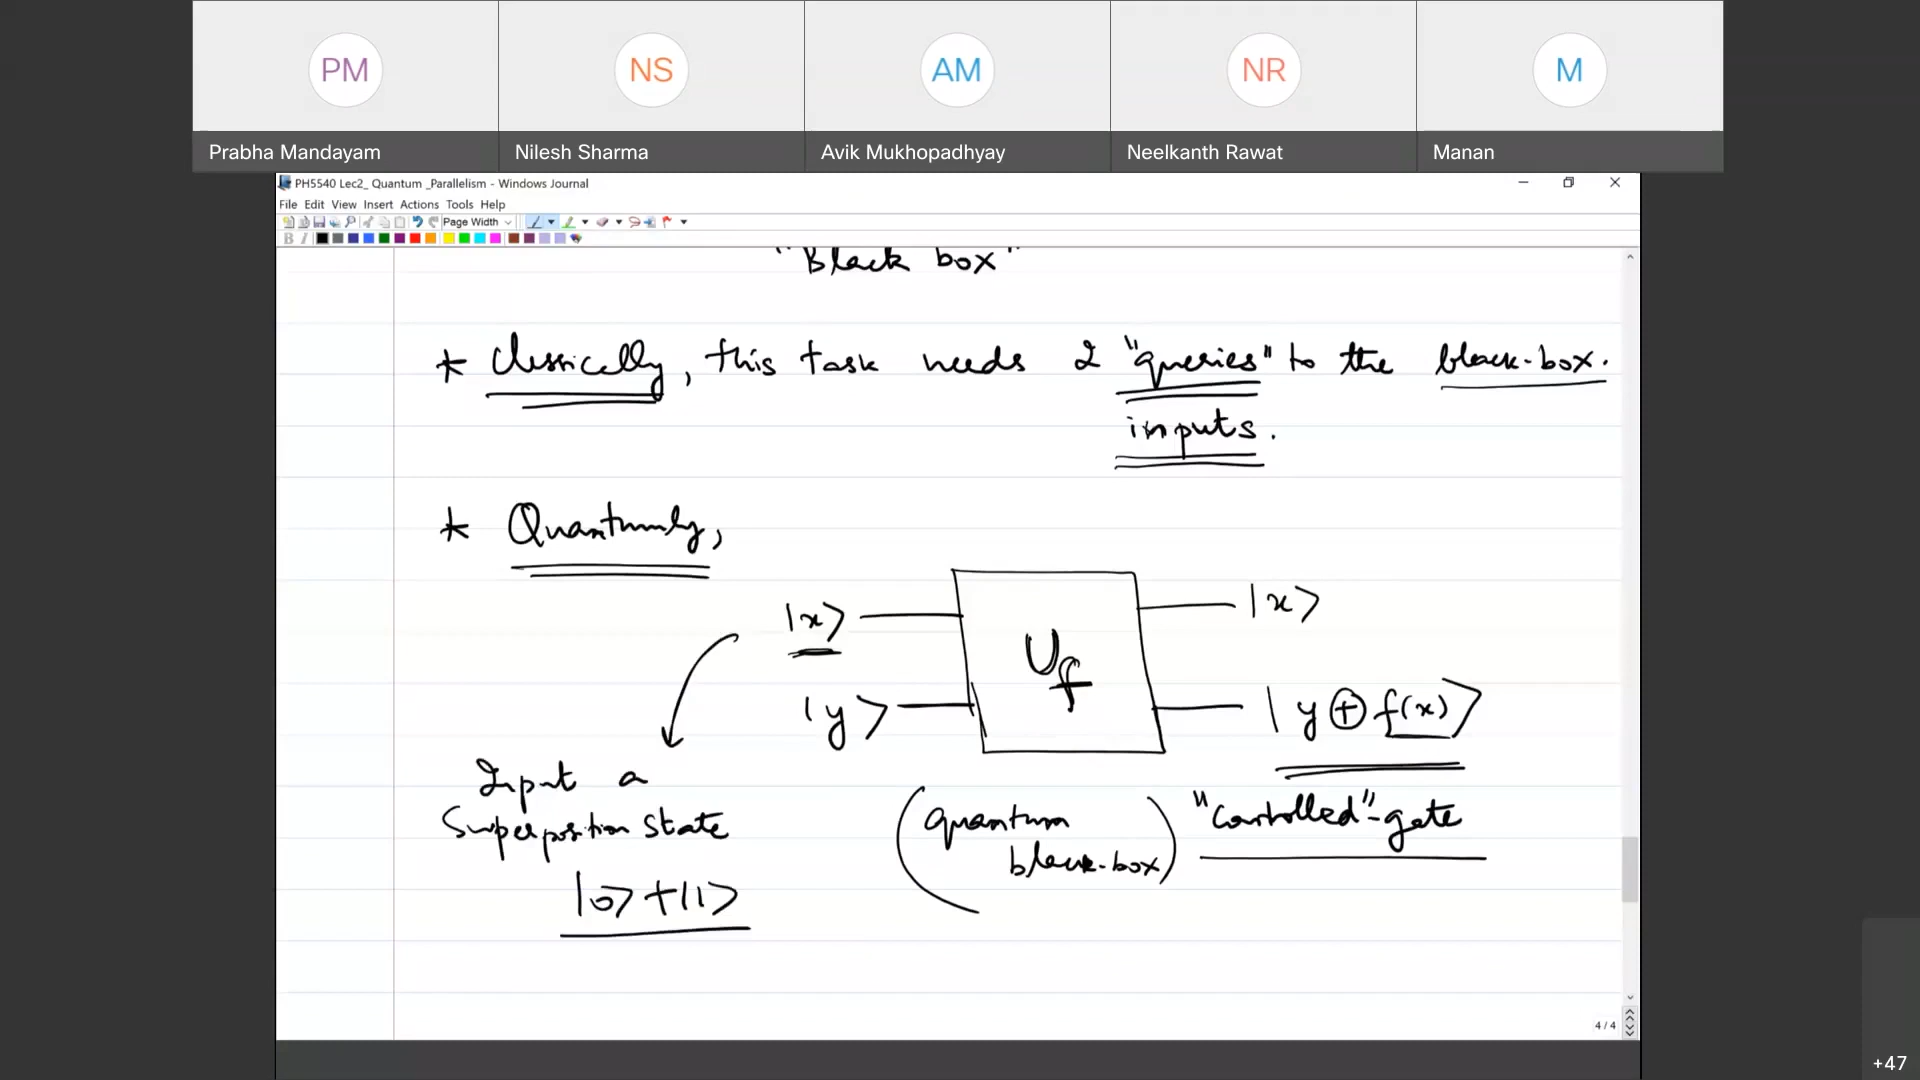 PM
NS
AM
NR
M
Prabha Mandayam
Nilesh Sharma
Avik Mukhopadhyay
Neelkanth Rawat
Manan
PH5540 Lec2_ Quantum _Parallelism - Windows Journal
File Edit View Insert Actions Tools Help
Page Width
B I
"Black box"
* Classically, this task needs 2 "queries" to the black-box.
inputs.
* Quantumly,
|x⟩ |x⟩
U_f
|y⟩ |y ⊕ f(x)⟩
Input a
Superposition state
(quantum black-box)
"Controlled"-gate
|0⟩+|1⟩
4 / 4
+47